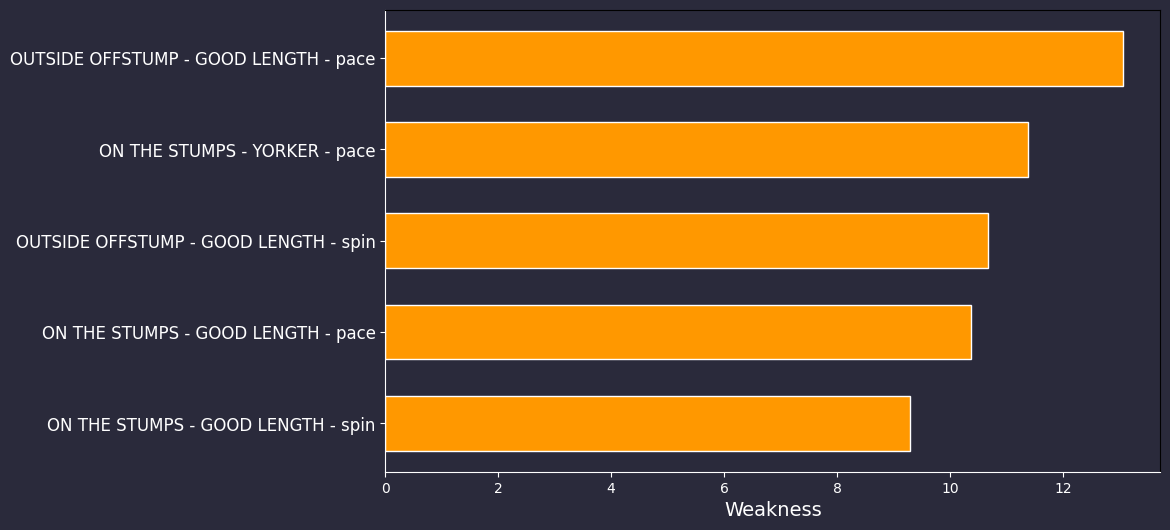 OUTSIDE OFFSTUMP - GOOD LENGTH - pace
ON THE STUMPS - YORKER - pace
OUTSIDE OFFSTUMP - GOOD LENGTH - spin
ON THE STUMPS - GOOD LENGTH - pace
ON THE STUMPS - GOOD LENGTH - spin
0 2 4 6 8 10 12
Weakness